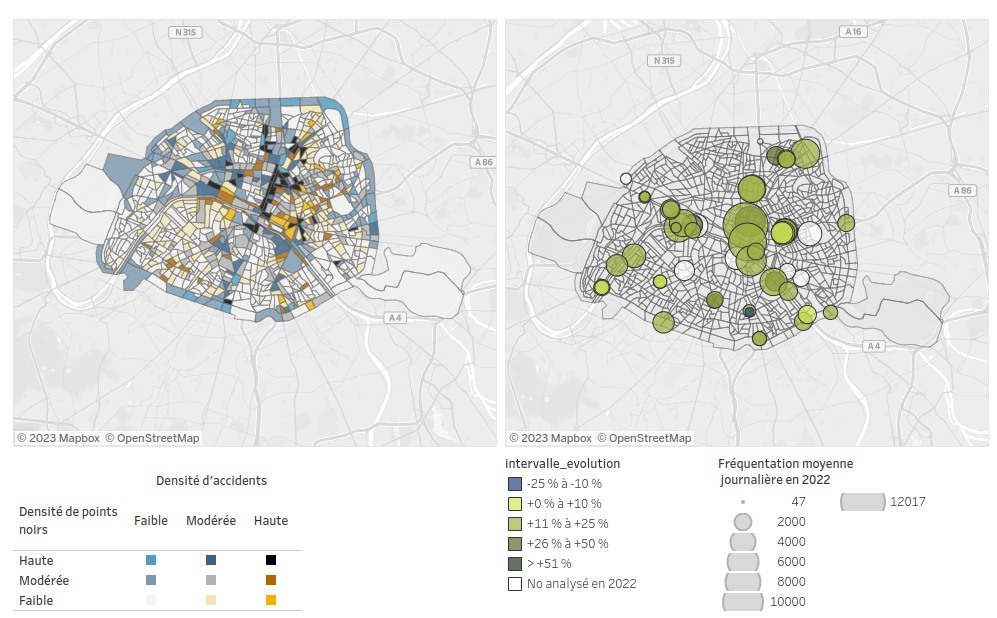 N 315
A 86
A 4
© 2023 Mapbox © OpenStreetMap
A 16
N 315
A 86
A 4
© 2023 Mapbox © OpenStreetMap
Densité d'accidents
Densité de points noirs
Faible Modérée Haute
Haute
Modérée
Faible
intervalle_evolution
-25 % à -10 %
+0 % à +10 %
+11 % à +25 %
+26 % à +50 %
> +51 %
No analysé en 2022
Fréquentation moyenne
journalière en 2022
47
2000
4000
6000
8000
10000
12017